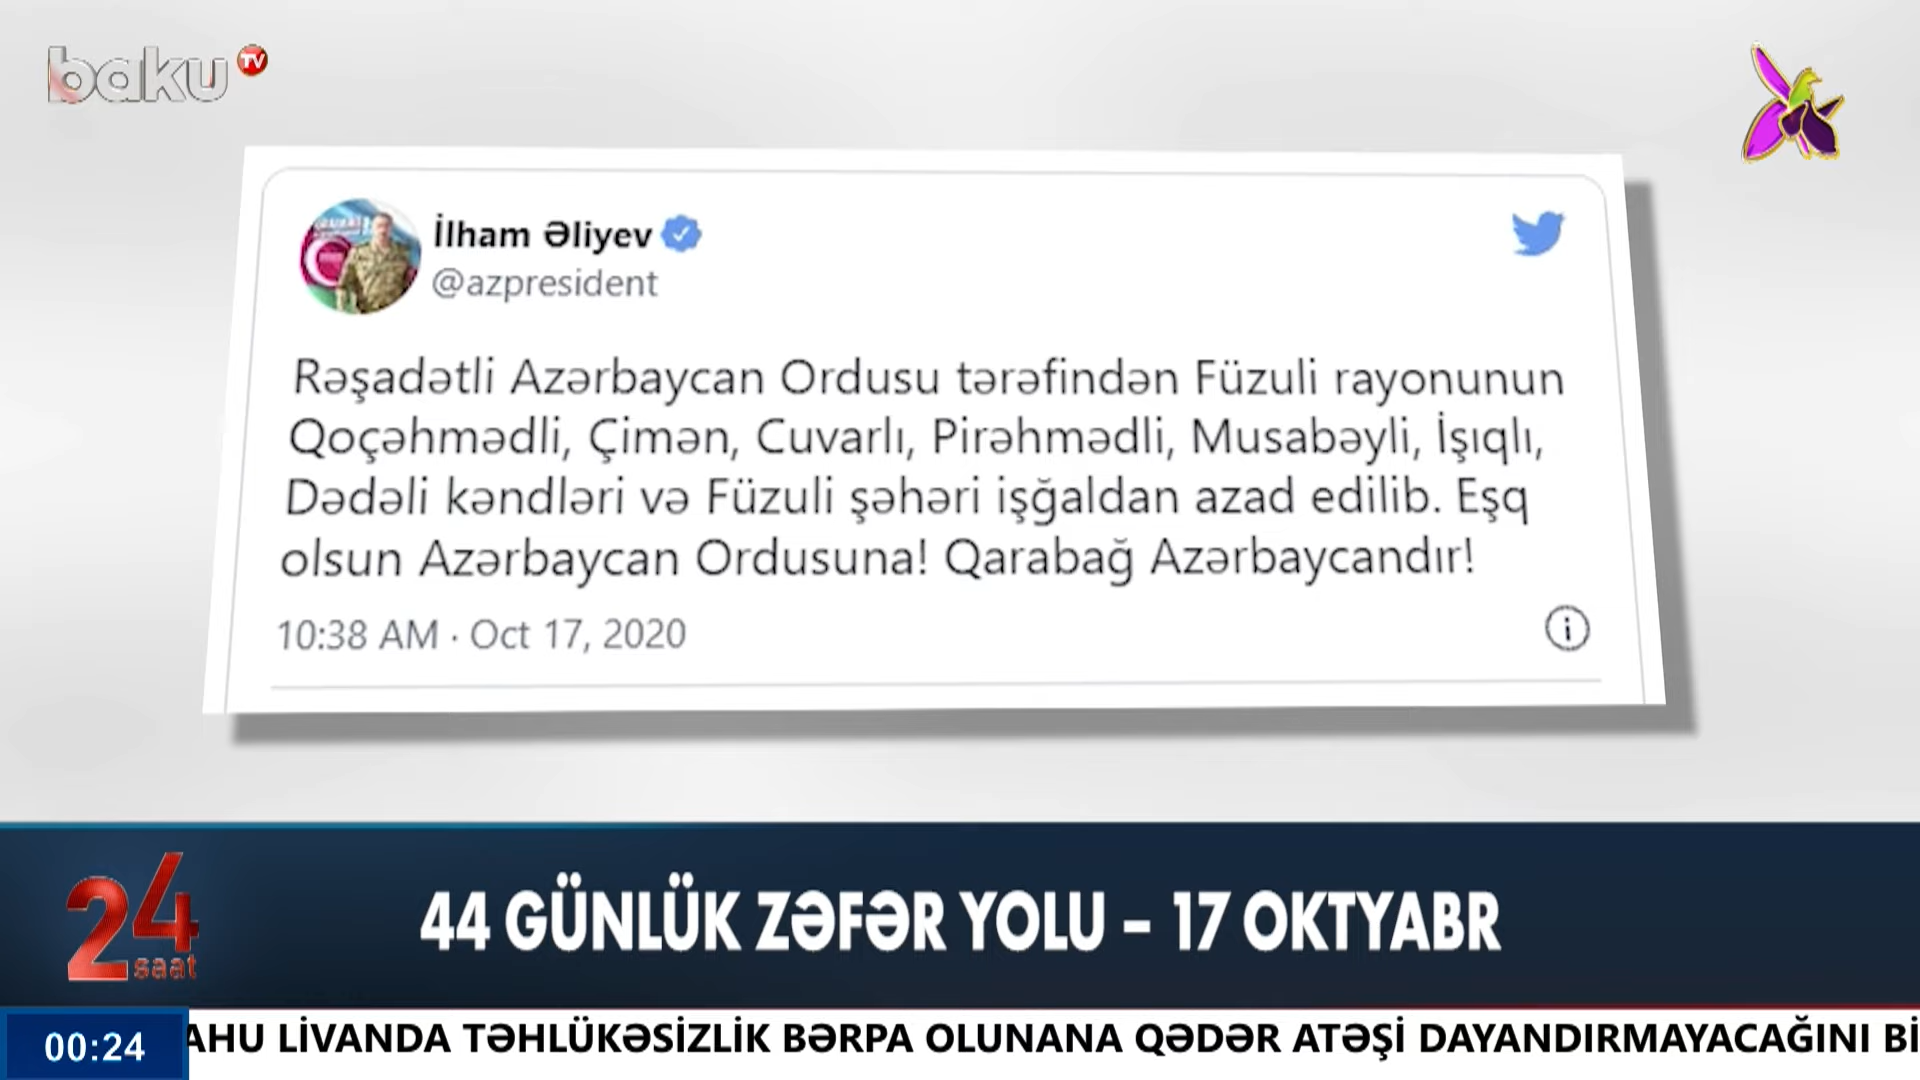 baku TV
İlham Əliyev
@azpresident
Rəşadətli Azərbaycan Ordusu tərəfindən Füzuli rayonunun
Qoçəhmədli, Çimən, Cuvarlı, Pirəhmədli, Musabəyli, İşıqlı,
Dədəli kəndləri və Füzuli şəhəri işğaldan azad edilib. Eşq
olsun Azərbaycan Ordusuna! Qarabağ Azərbaycandır!
10:38 AM · Oct 17, 2020
24 saat
44 GÜNLÜK ZƏFƏR YOLU – 17 OKTYABR
00:24
AHU LİVANDA TƏHLÜKƏSİZLİK BƏRPA OLUNANA QƏDƏR ATƏŞİ DAYANDIRMAYACAĞINI Bİ